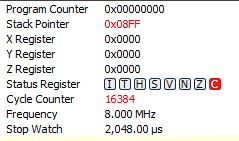 Program Counter 0x00000000
Stack Pointer 0x08FF
X Register 0x0000
Y Register 0x0000
Z Register 0x0000
Status Register I T H S V N Z C
Cycle Counter 16384
Frequency 8.000 MHz
Stop Watch 2,048.00 µs